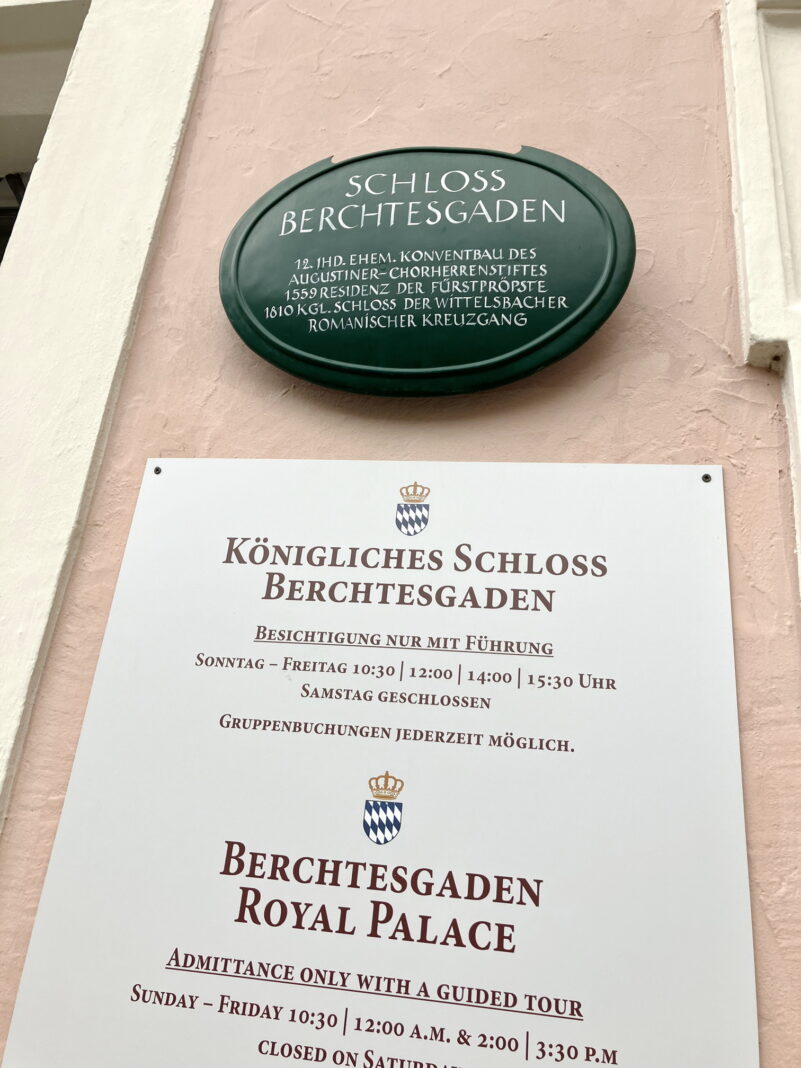 SCHLOSS
BERCHTESGADEN
12. JHD. EHEM. KONVENTBAU DES
AUGUSTINER-CHORHERRENSTIFTES
1559 RESIDENZ DER FÜRSTPRÖPSTE
1810 KGL. SCHLOSS DER WITTELSBACHER
ROMANISCHER KREUZGANG
KÖNIGLICHES SCHLOSS
BERCHTESGADEN
BESICHTIGUNG NUR MIT FÜHRUNG
SONNTAG – FREITAG 10:30 | 12:00 | 14:00 | 15:30 UHR
SAMSTAG GESCHLOSSEN
GRUPPENBUCHUNGEN JEDERZEIT MÖGLICH.
BERCHTESGADEN
ROYAL PALACE
ADMITTANCE ONLY WITH A GUIDED TOUR
SUNDAY – FRIDAY 10:30 | 12:00 A.M. & 2:00 | 3:30 P.M
CLOSED ON